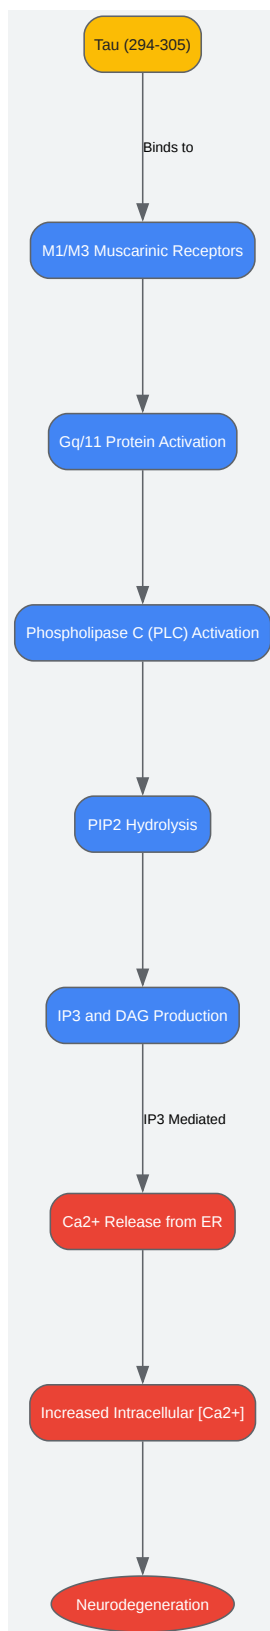 Tau (294-305)
Binds to
M1/M3 Muscarinic Receptors
Gq/11 Protein Activation
Phospholipase C (PLC) Activation
PIP2 Hydrolysis
IP3 and DAG Production
IP3 Mediated
Ca2+ Release from ER
Increased Intracellular [Ca2+]
Neurodegeneration